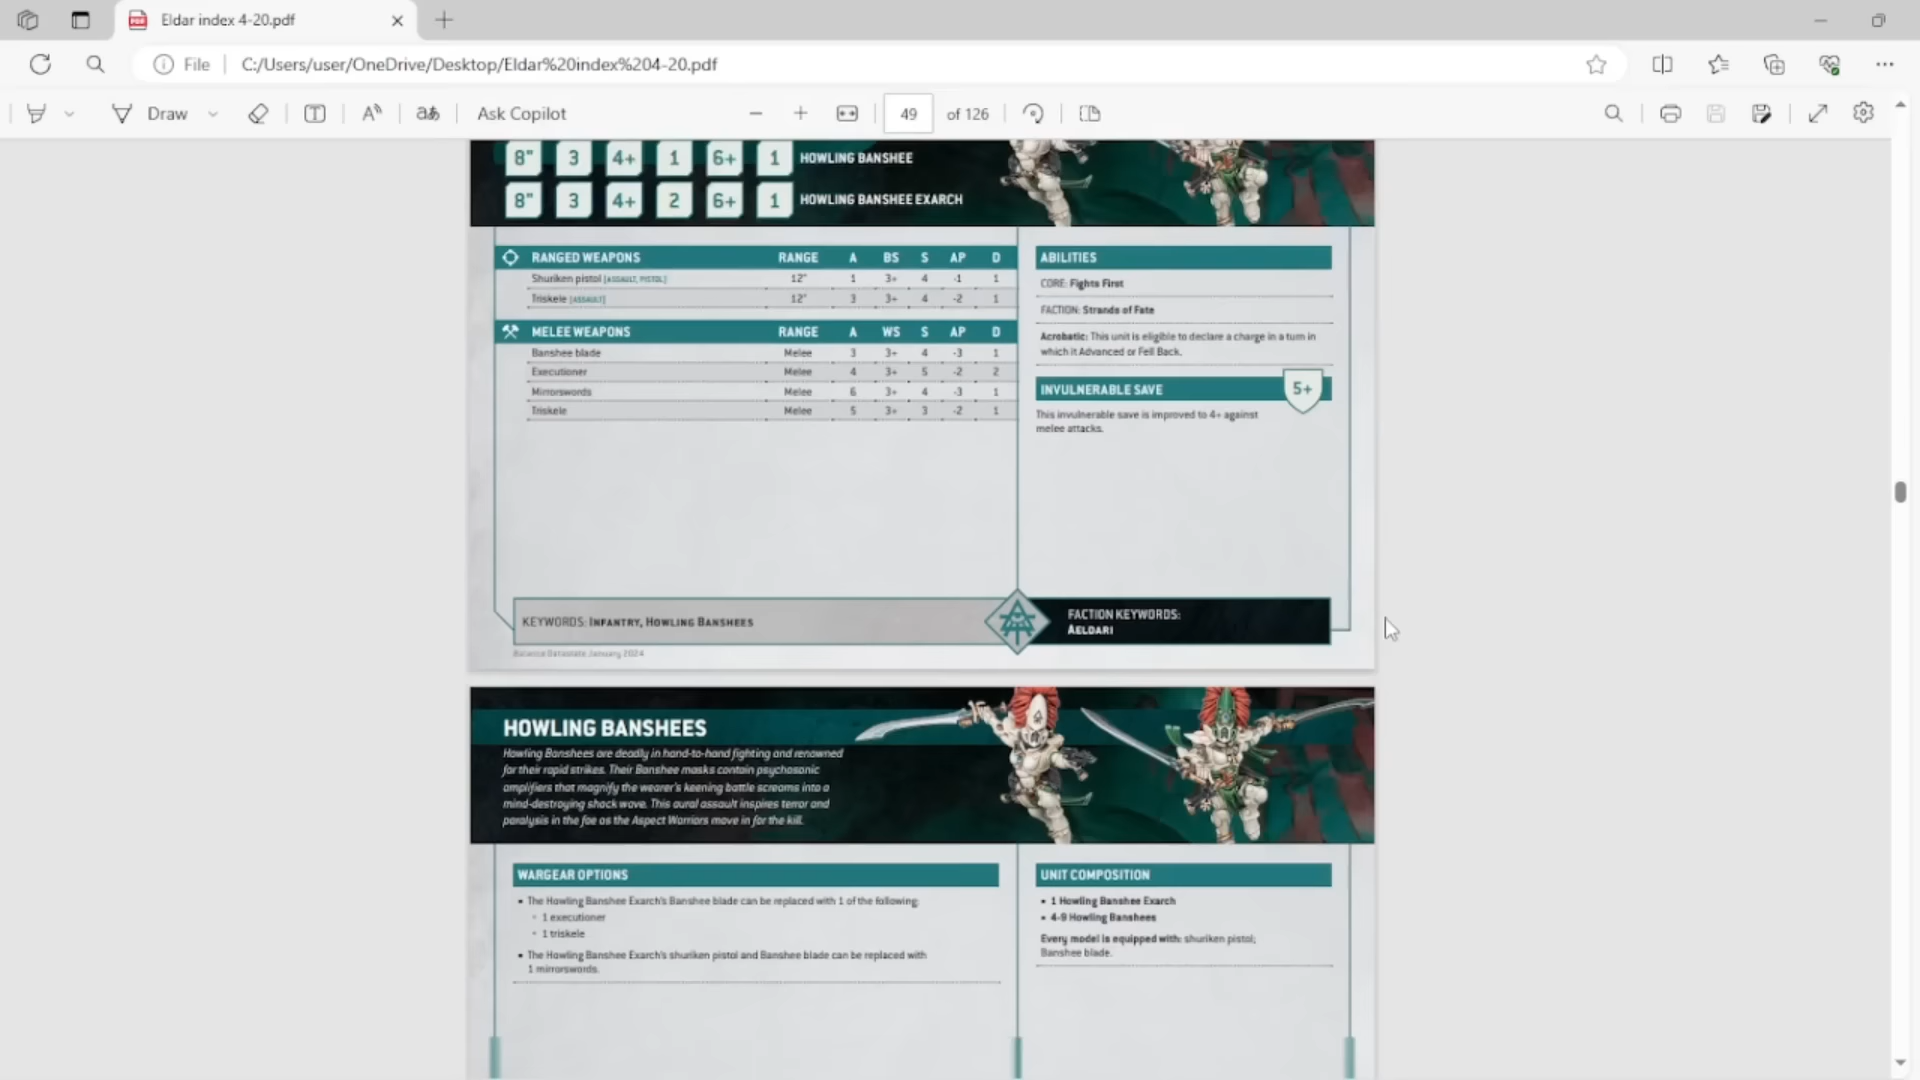 Eldar index 4-20.pdf
File
C:/Users/user/OneDrive/Desktop/Eldar%20index%204-20.pdf
Draw
Ask Copilot
49 of 126
8" 3 4+ 1 6+ 1 HOWLING BANSHEE
8" 3 4+ 2 6+ 1 HOWLING BANSHEE EXARCH
RANGED WEAPONS RANGE A BS S AP D
Shuriken pistol [ASSAULT, PISTOL] 12" 1 3+ 4 -1 1
Triskele [ASSAULT] 12" 3 3+ 4 -2 1
MELEE WEAPONS RANGE A WS S AP D
Banshee blade Melee 3 3+ 4 -3 1
Executioner Melee 4 3+ 5 -2 2
Mirrorswords Melee 6 3+ 4 -3 1
Triskele Melee 5 3+ 3 -2 1
ABILITIES
CORE: Fights First
FACTION: Strands of Fate
Acrobatic: This unit is eligible to declare a charge in a turn in
which it Advanced or Fell Back.
INVULNERABLE SAVE 5+
This invulnerable save is improved to 4+ against
melee attacks.
KEYWORDS: INFANTRY, HOWLING BANSHEES
FACTION KEYWORDS:
AELDARI
Balance Dataslate January 2024
HOWLING BANSHEES
Howling Banshees are deadly in hand-to-hand fighting and renowned
for their rapid strikes. Their Banshee masks contain psychosonic
amplifiers that magnify the wearer's keening battle screams into a
mind-destroying shock wave. This aural assault inspires terror and
paralysis in the foe as the Aspect Warriors move in for the kill.
WARGEAR OPTIONS
• The Howling Banshee Exarch's Banshee blade can be replaced with 1 of the following:
◦ 1 executioner
◦ 1 triskele
• The Howling Banshee Exarch's shuriken pistol and Banshee blade can be replaced with
1 mirrorswords.
UNIT COMPOSITION
• 1 Howling Banshee Exarch
• 4-9 Howling Banshees
Every model is equipped with: shuriken pistol;
Banshee blade.